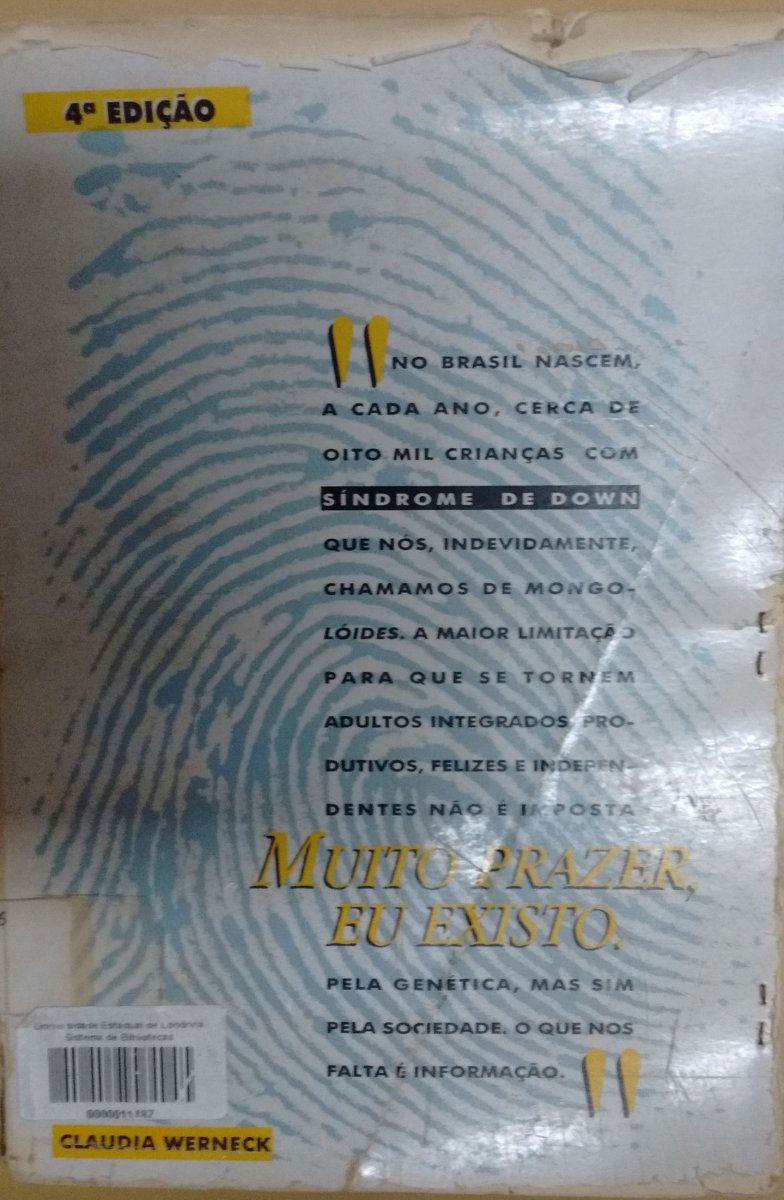 4ª EDIÇÃO
" NO BRASIL NASCEM,
A CADA ANO, CERCA DE
OITO MIL CRIANÇAS COM
SÍNDROME DE DOWN
QUE NÓS, INDEVIDAMENTE,
CHAMAMOS DE MONGO-
LÓIDES. A MAIOR LIMITAÇÃO
PARA QUE SE TORNEM
ADULTOS INTEGRADOS, PRO-
DUTIVOS, FELIZES E INDEPEN-
DENTES NÃO É IMPOSTA
MUITO PRAZER,
EU EXISTO.
PELA GENÉTICA, MAS SIM
PELA SOCIEDADE. O QUE NOS
FALTA É INFORMAÇÃO. "
Universidade Estadual de Londrina
Sistema de Bibliotecas
CLAUDIA WERNECK